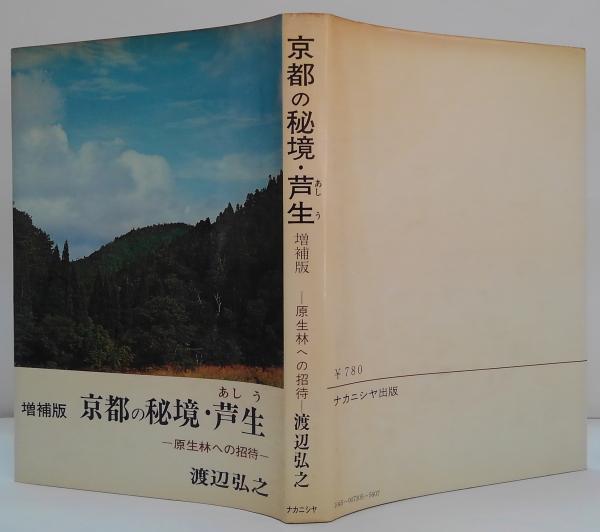 増補版
あしう
京都の秘境・芦生
―原生林への招待―
渡辺弘之
京都の秘境・芦生
あしう
増補版
―原生林への招待―
渡辺弘之
ナカニシヤ
¥780
ナカニシヤ出版